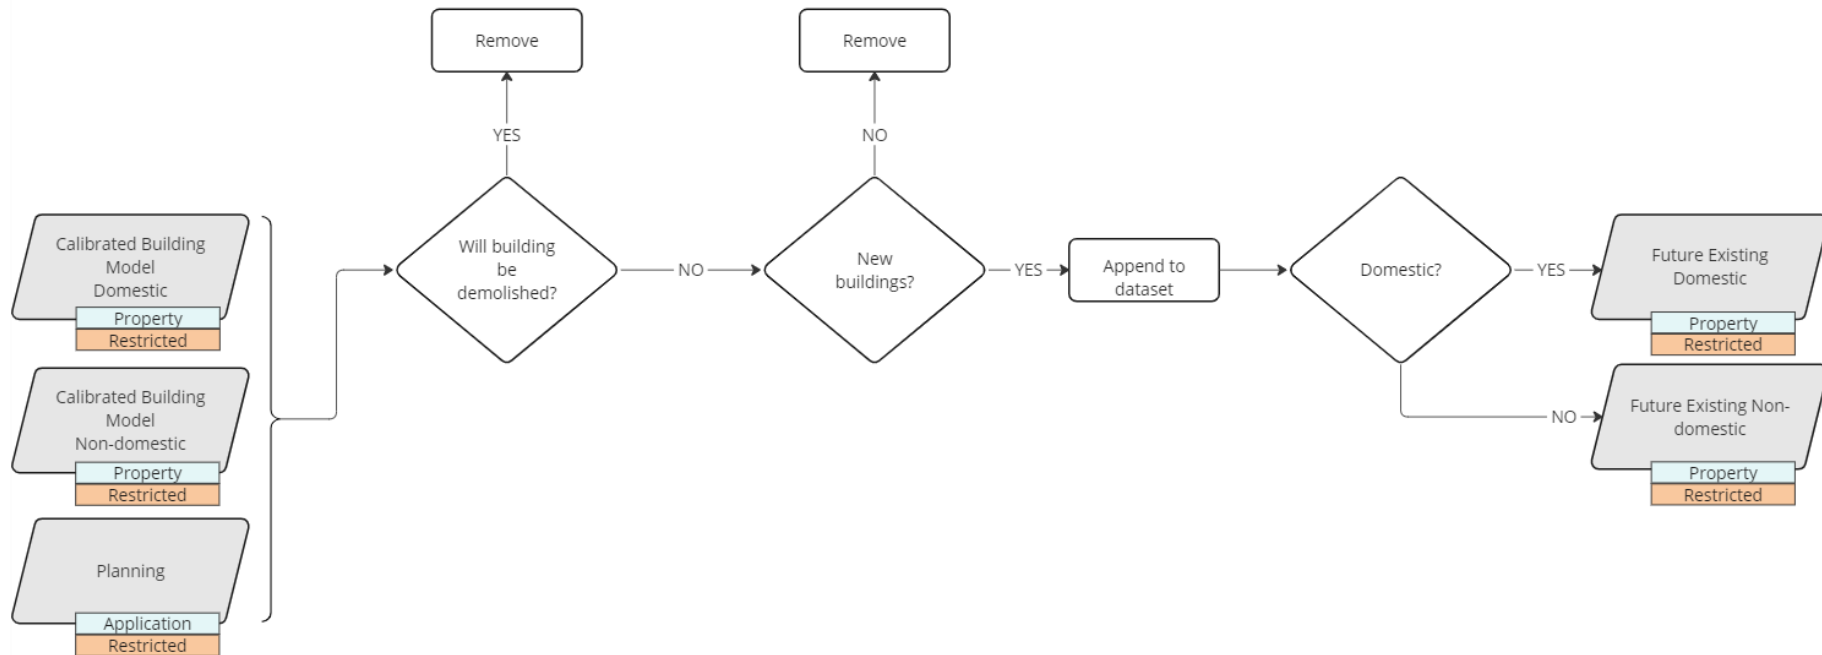 Remove
Remove
YES
NO
Calibrated Building
Model
Domestic
Property
Restricted
Calibrated Building
Model
Non-domestic
Property
Restricted
Planning
Application
Restricted
Will building
be
demolished?
NO
New
buildings?
YES
Append to
dataset
Domestic?
YES
NO
Future Existing
Domestic
Property
Restricted
Future Existing Non-
domestic
Property
Restricted